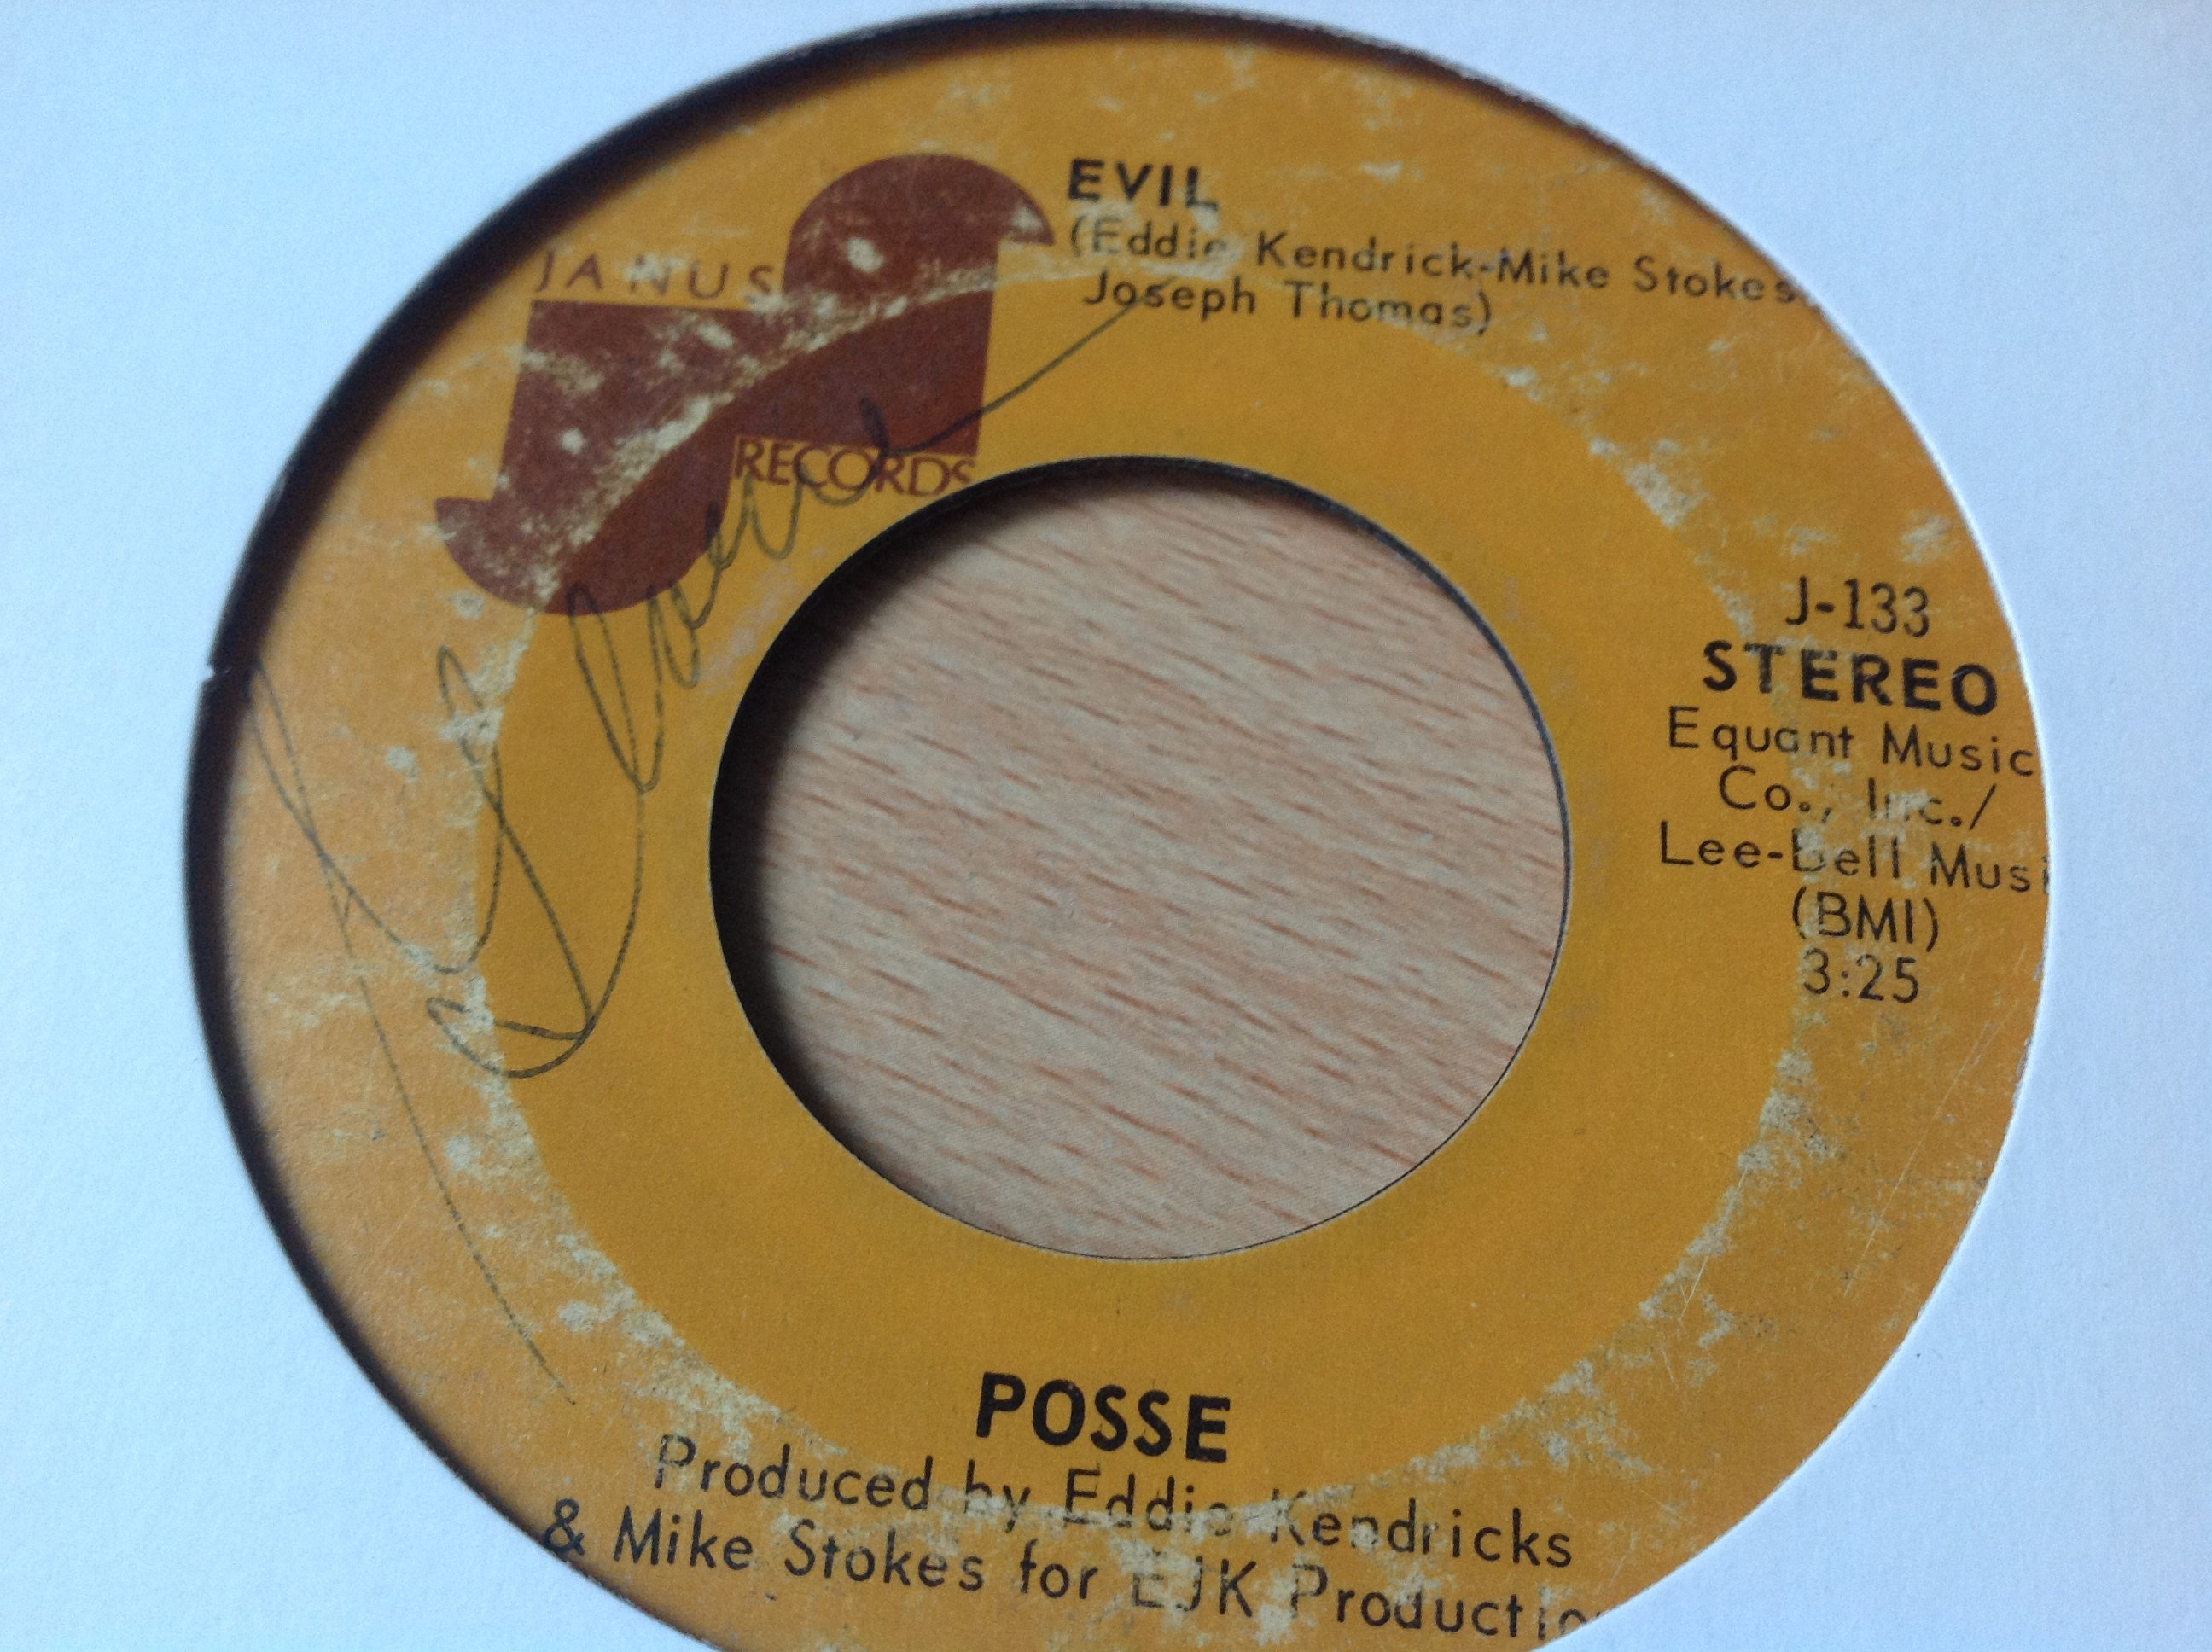 JANUS
RECORDS
EVIL
(Eddie Kendrick-Mike Stokes
Joseph Thomas)
J-133
STEREO
Equant Music
Co., Inc./
Lee-Bell Musi
(BMI)
3:25
POSSE
Produced by Eddie Kendricks
& Mike Stokes for EJK Productio